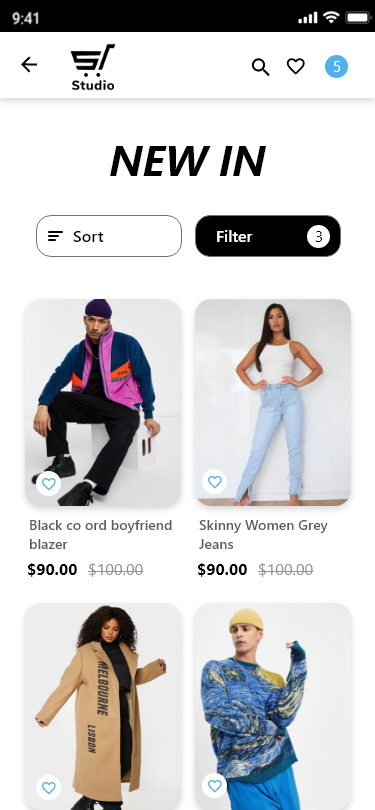 9:41
Studio
5
NEW IN
Sort
Filter
3
Black co ord boyfriend
blazer
$90.00 $100.00
Skinny Women Grey
Jeans
$90.00 $100.00
MELBOURNE
LISBON